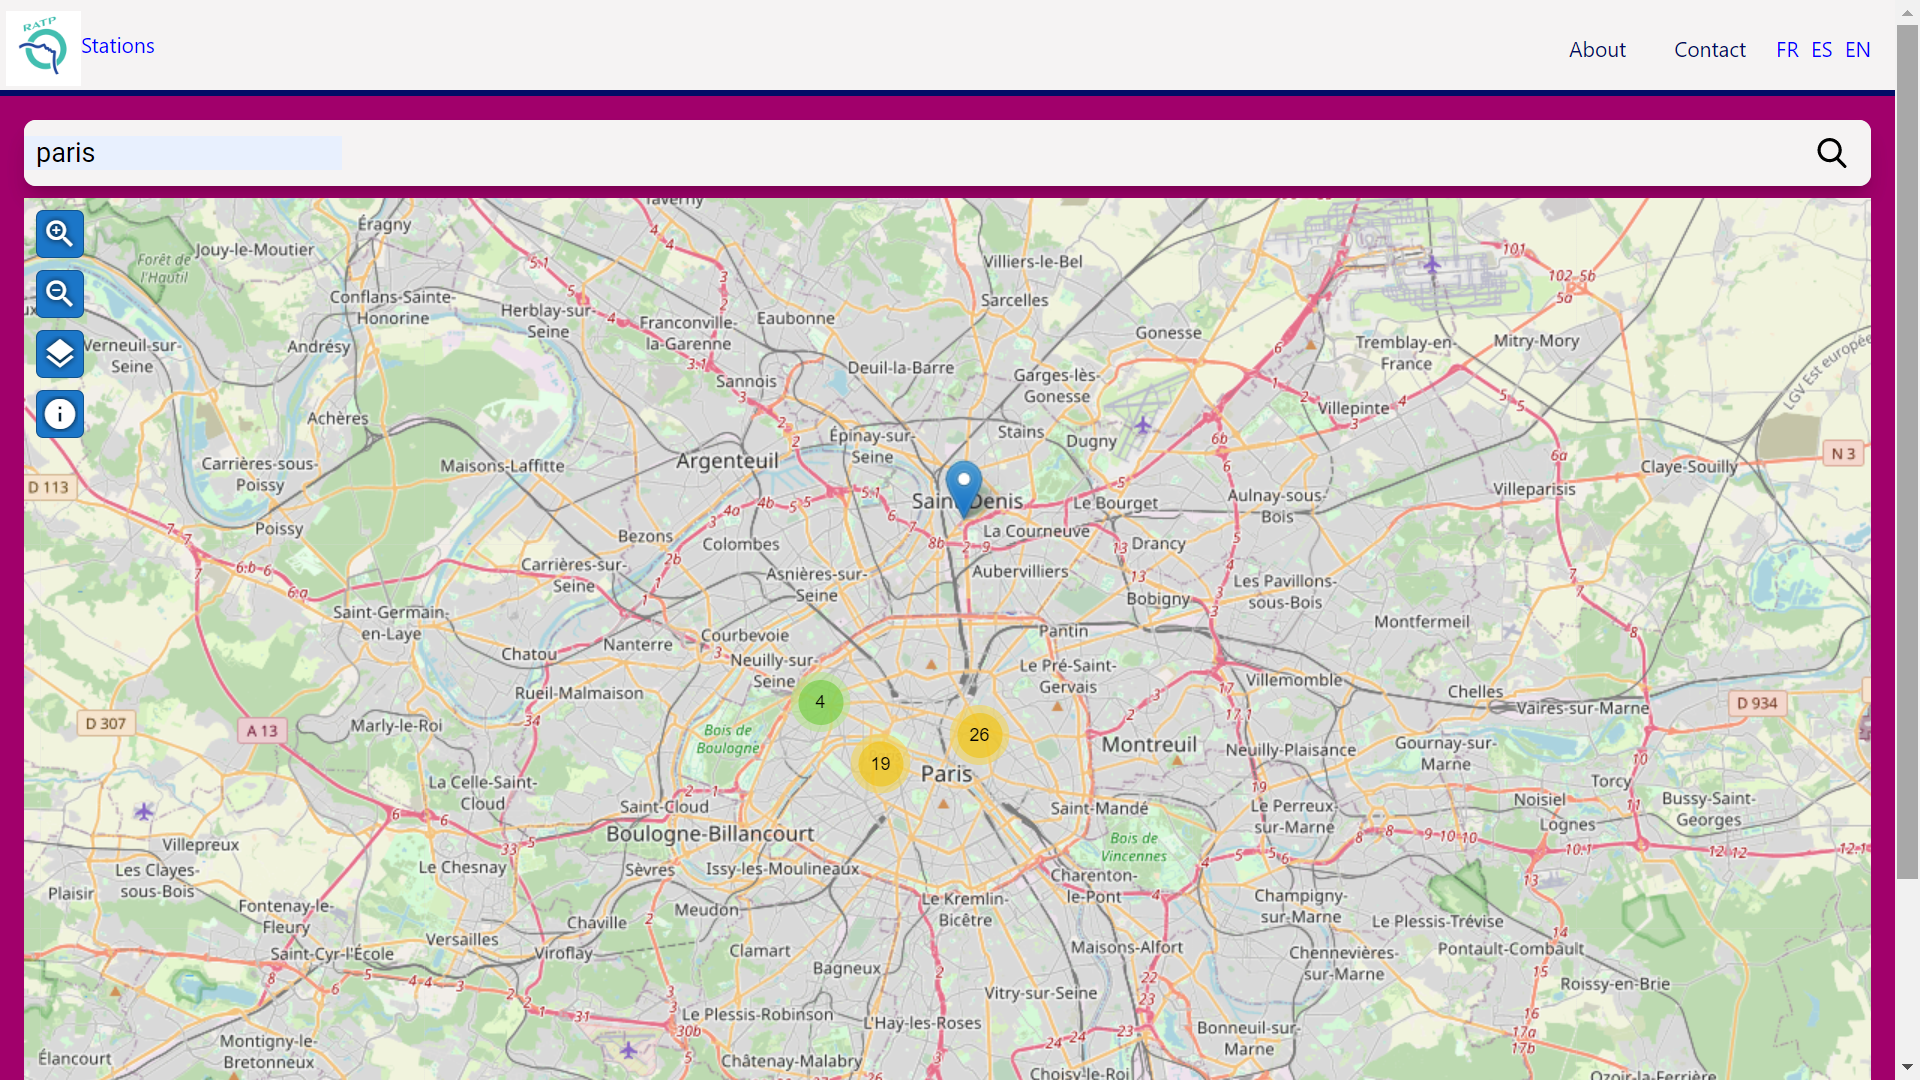 RATP
Stations
About
Contact
FR ES EN
paris
Taverny
Éragny
Jouy-le-Moutier
Forêt de
l'Hautil
Villiers-le-Bel
101
102
5b
5a
Conflans-Sainte-
Honorine
Herblay-sur-
Seine
Franconville-
la-Garenne
Eaubonne
Sarcelles
Gonesse
Tremblay-en-
France
Mitry-Mory
LGV Est européenne
Verneuil-sur-
Seine
Andrésy
Sannois
Deuil-la-Barre
Garges-lès-
Gonesse
Villepinte
Achères
Épinay-sur-
Seine
Stains
Dugny
N 3
Claye-Souilly
Carrières-sous-
Poissy
Maisons-Laffitte
Argenteuil
D 113
Saint-Denis
Le Bourget
Aulnay-sous-
Bois
Villeparisis
Poissy
Bezons
Colombes
La Courneuve
Drancy
Carrières-sur-
Seine
Asnières-sur-
Seine
Aubervilliers
Les Pavillons-
sous-Bois
Bobigny
Saint-Germain-
en-Laye
Montfermeil
Chatou
Nanterre
Courbevoie
Pantin
Neuilly-sur-
Seine
Le Pré-Saint-
Gervais
Villemomble
Chelles
Rueil-Malmaison
4
Vaires-sur-Marne
D 934
D 307
A 13
Marly-le-Roi
Bois de
Boulogne
26
Montreuil
Neuilly-Plaisance
Gournay-sur-
Marne
19
Paris
La Celle-Saint-
Cloud
Saint-Cloud
Saint-Mandé
Le Perreux-
sur-Marne
Torcy
Noisiel
Bussy-Saint-
Georges
Lognes
Boulogne-Billancourt
Bois de
Vincennes
Villepreux
Le Chesnay
Sèvres
Issy-les-Moulineaux
Charenton-
le-Pont
Les Clayes-
sous-Bois
Plaisir
Fontenay-le-
Fleury
Chaville
Meudon
Le Kremlin-
Bicêtre
Champigny-
sur-Marne
Le Plessis-Trévise
Versailles
Saint-Cyr-l'École
Viroflay
Clamart
Maisons-Alfort
Chennevières-
sur-Marne
Pontault-Combault
Bagneux
Vitry-sur-Seine
Roissy-en-Brie
Le Plessis-Robinson
L'Haÿ-les-Roses
Bonneuil-sur-
Marne
Montigny-le-
Bretonneux
Élancourt
Châtenay-Malabry
Choisy-le-Roi
Ozoir-la-Ferrière